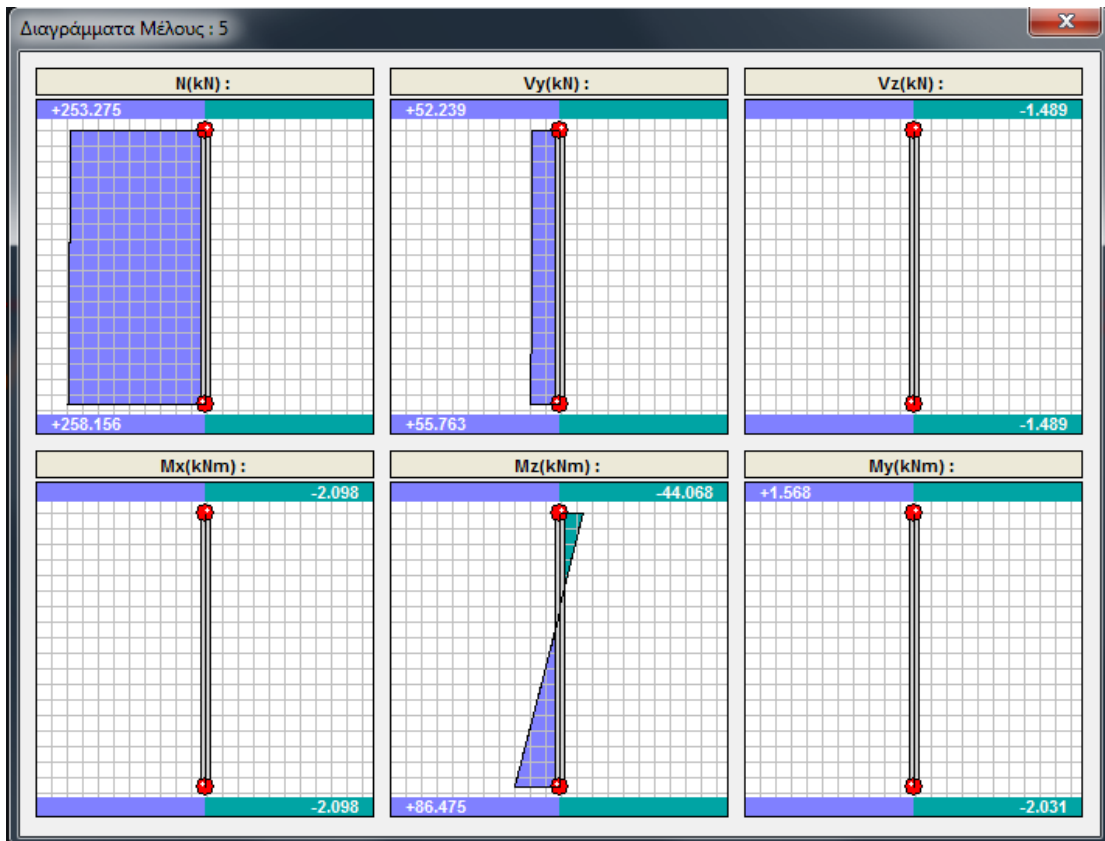 Διαγράμματα Μέλους : 5
x
N(kN) :
+253.275
+258.156
Vy(kN) :
+52.239
+55.763
Vz(kN) :
-1.489
-1.489
Mx(kNm) :
-2.098
-2.098
Mz(kNm) :
-44.068
+86.475
My(kNm) :
+1.568
-2.031